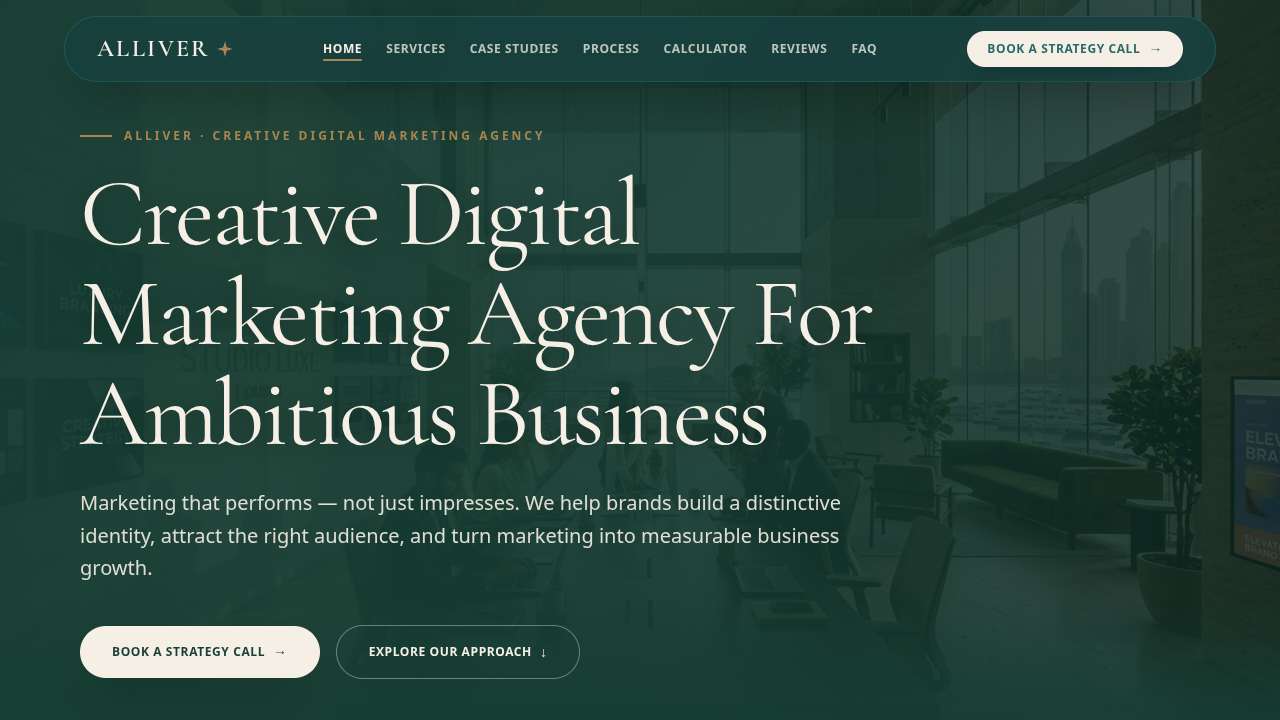 ALLIVER
HOME SERVICES CASE STUDIES PROCESS CALCULATOR REVIEWS FAQ
BOOK A STRATEGY CALL →
ALLIVER · CREATIVE DIGITAL MARKETING AGENCY
Creative Digital
Marketing Agency For
Ambitious Business
STUDIO LUXE
Marketing that performs — not just impresses. We help brands build a distinctive
identity, attract the right audience, and turn marketing into measurable business
growth.
BOOK A STRATEGY CALL →
EXPLORE OUR APPROACH ↓